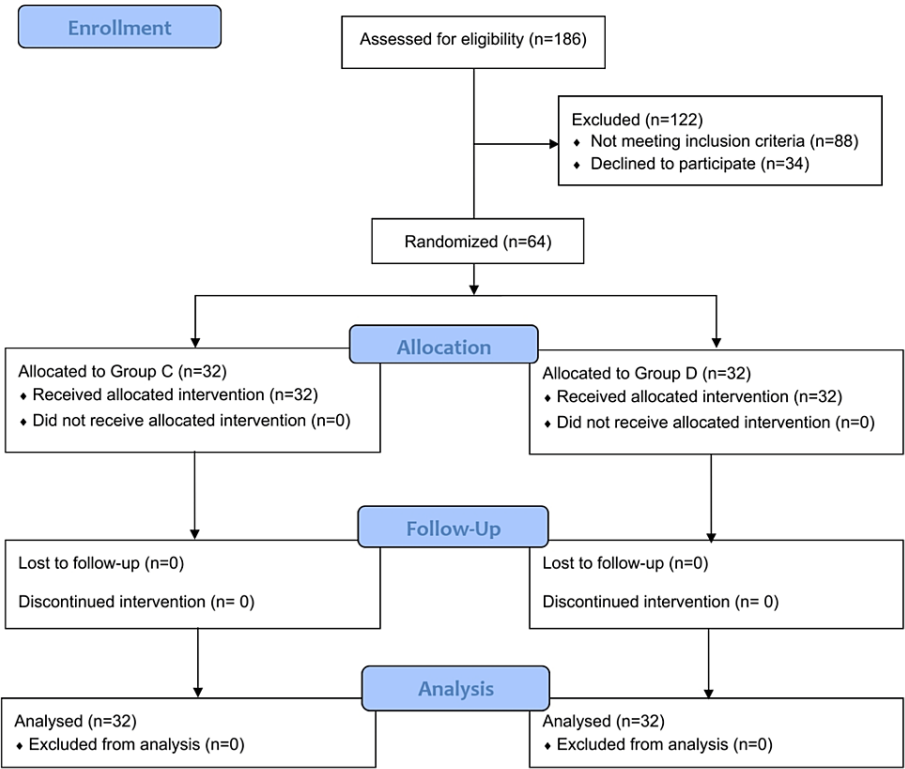 Enrollment
Assessed for eligibility (n=186)
Excluded (n=122)
♦ Not meeting inclusion criteria (n=88)
♦ Declined to participate (n=34)
Randomized (n=64)
Allocation
Allocated to Group C (n=32)
♦ Received allocated intervention (n=32)
♦ Did not receive allocated intervention (n=0)
Allocated to Group D (n=32)
♦ Received allocated intervention (n=32)
♦ Did not receive allocated intervention (n=0)
Follow-Up
Lost to follow-up (n=0)
Discontinued intervention (n= 0)
Lost to follow-up (n=0)
Discontinued intervention (n= 0)
Analysis
Analysed (n=32)
♦ Excluded from analysis (n=0)
Analysed (n=32)
♦ Excluded from analysis (n=0)